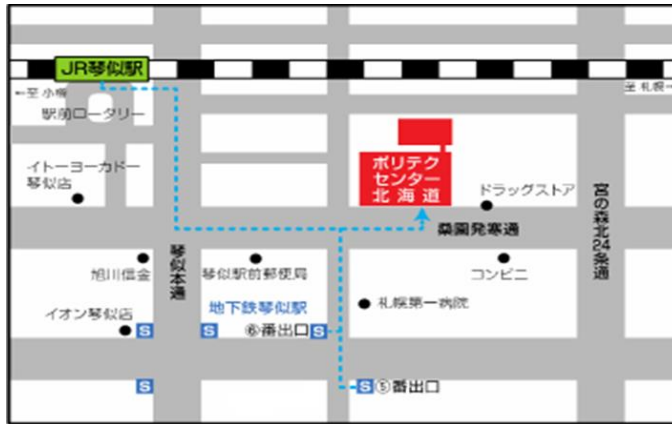 JR琴似駅
←至 小樽
至 札幌→
駅前ロータリー
イトーヨーカドー
琴似店
ポリテク
センター
北海道
ドラッグストア
桑園発寒通
宮の森北24条通
琴似本通
旭川信金
琴似駅前郵便局
コンビニ
イオン琴似店
地下鉄琴似駅
札幌第一病院
S
S
⑥番出口
S
S
S
⑤番出口